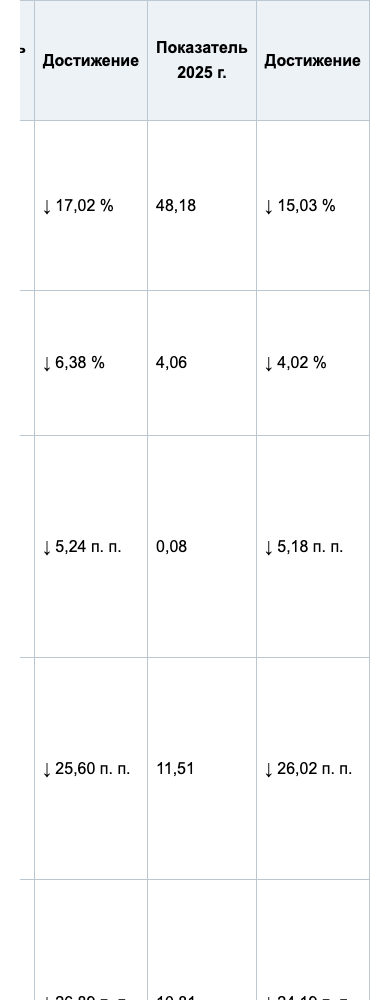 Достижение
Показатель
2025 г.
Достижение
↓ 17,02 %
48,18
↓ 15,03 %
↓ 6,38 %
4,06
↓ 4,02 %
↓ 5,24 п. п.
0,08
↓ 5,18 п. п.
↓ 25,60 п. п.
11,51
↓ 26,02 п. п.